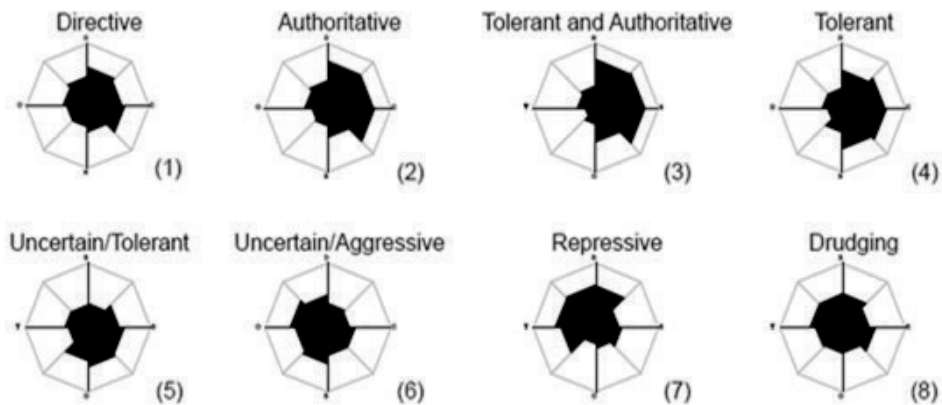 Directive Authoritative Tolerant and Authoritative Tolerant
(1) (2) (3) (4)
Uncertain/Tolerant Uncertain/Aggressive Repressive Drudging
(5) (6) (7) (8)